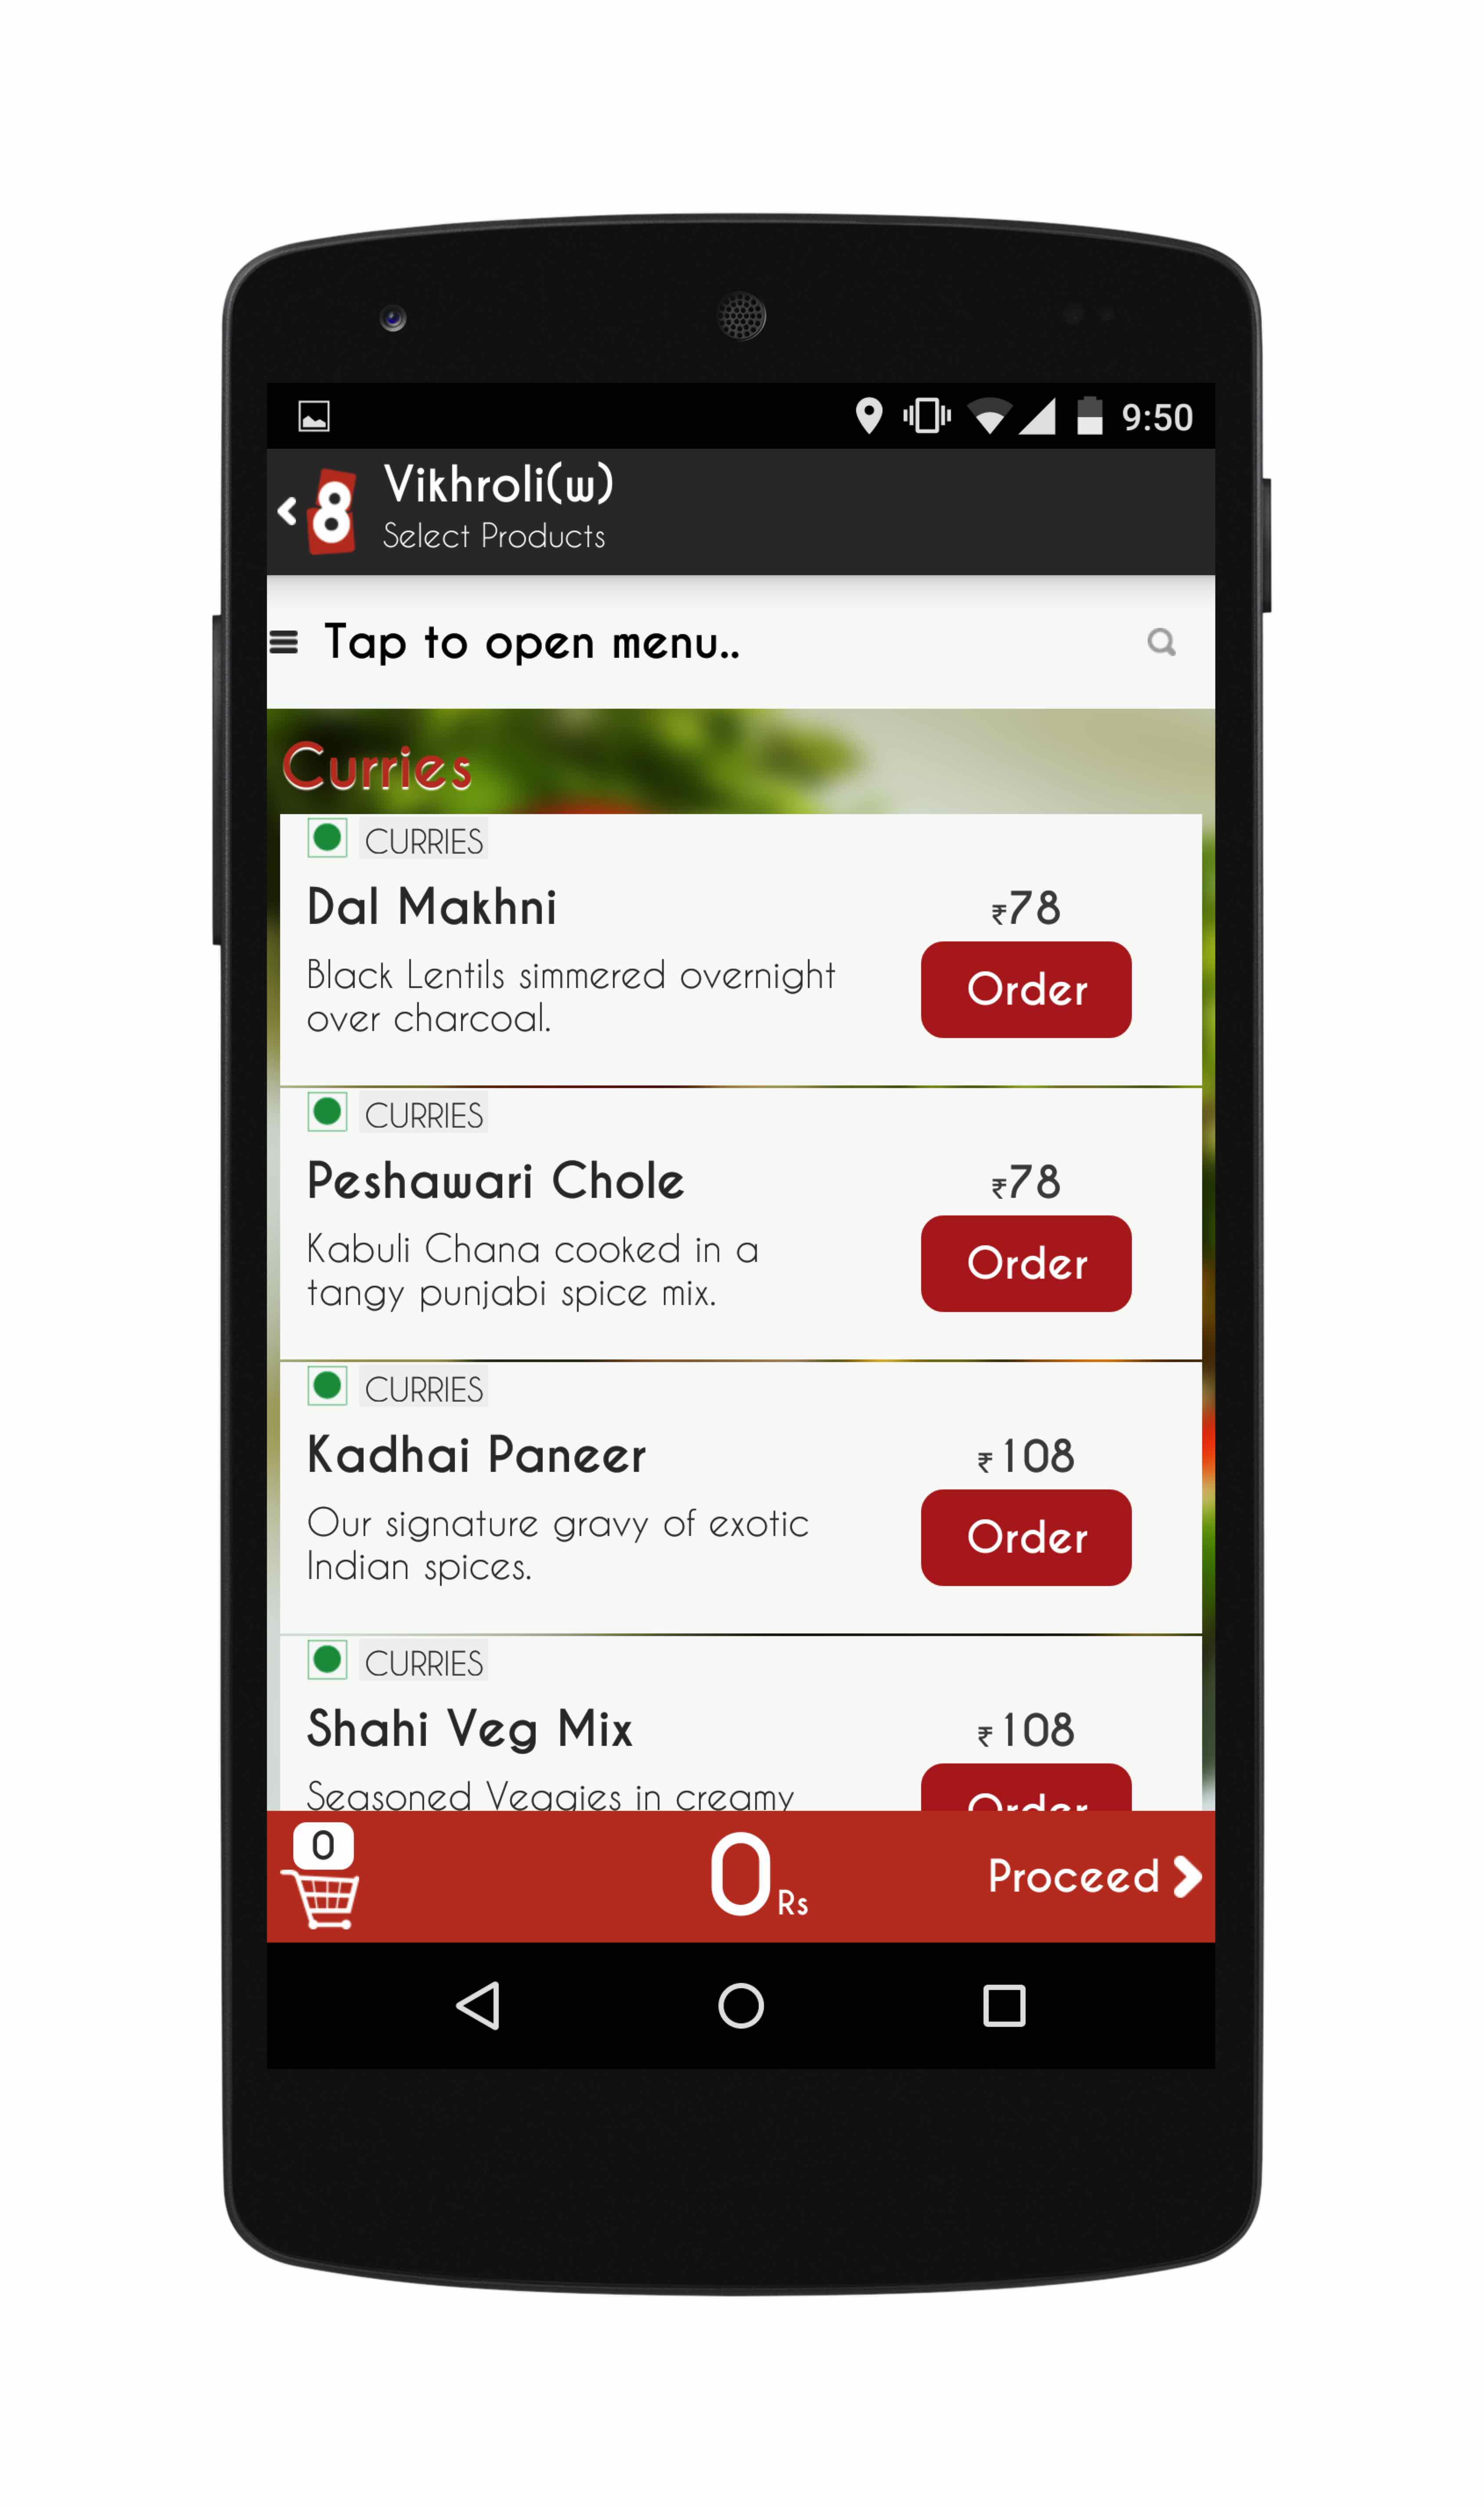 9:50
8
Vikhroli(w)
Select Products
Tap to open menu..
Curries
CURRIES
Dal Makhni
₹78
Black Lentils simmered overnight
over charcoal.
Order
CURRIES
Peshawari Chole
₹78
Kabuli Chana cooked in a
tangy punjabi spice mix.
Order
CURRIES
Kadhai Paneer
₹108
Our signature gravy of exotic
Indian spices.
Order
CURRIES
Shahi Veg Mix
₹108
Seasoned Veggies in creamy
Order
0
0 Rs
Proceed